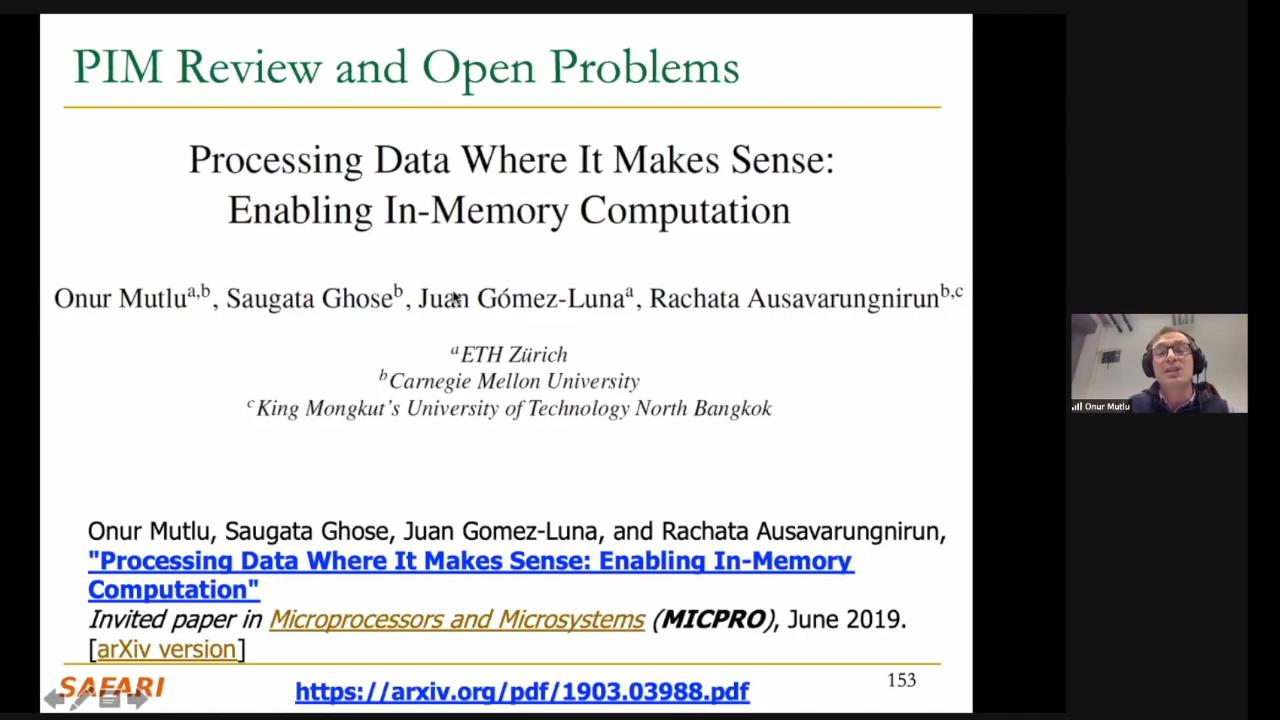 PIM Review and Open Problems
Processing Data Where It Makes Sense:
Enabling In-Memory Computation
Onur Mutluᵃ,ᵇ, Saugata Ghoseᵇ, Juan Gómez-Lunaᵃ, Rachata Ausavarungnirunᵇ,ᶜ
ᵃETH Zürich
ᵇCarnegie Mellon University
ᶜKing Mongkut's University of Technology North Bangkok
Onur Mutlu, Saugata Ghose, Juan Gomez-Luna, and Rachata Ausavarungnirun,
"Processing Data Where It Makes Sense: Enabling In-Memory
Computation"
Invited paper in Microprocessors and Microsystems (MICPRO), June 2019.
[arXiv version]
SAFARI
https://arxiv.org/pdf/1903.03988.pdf
153
Onur Mutlu